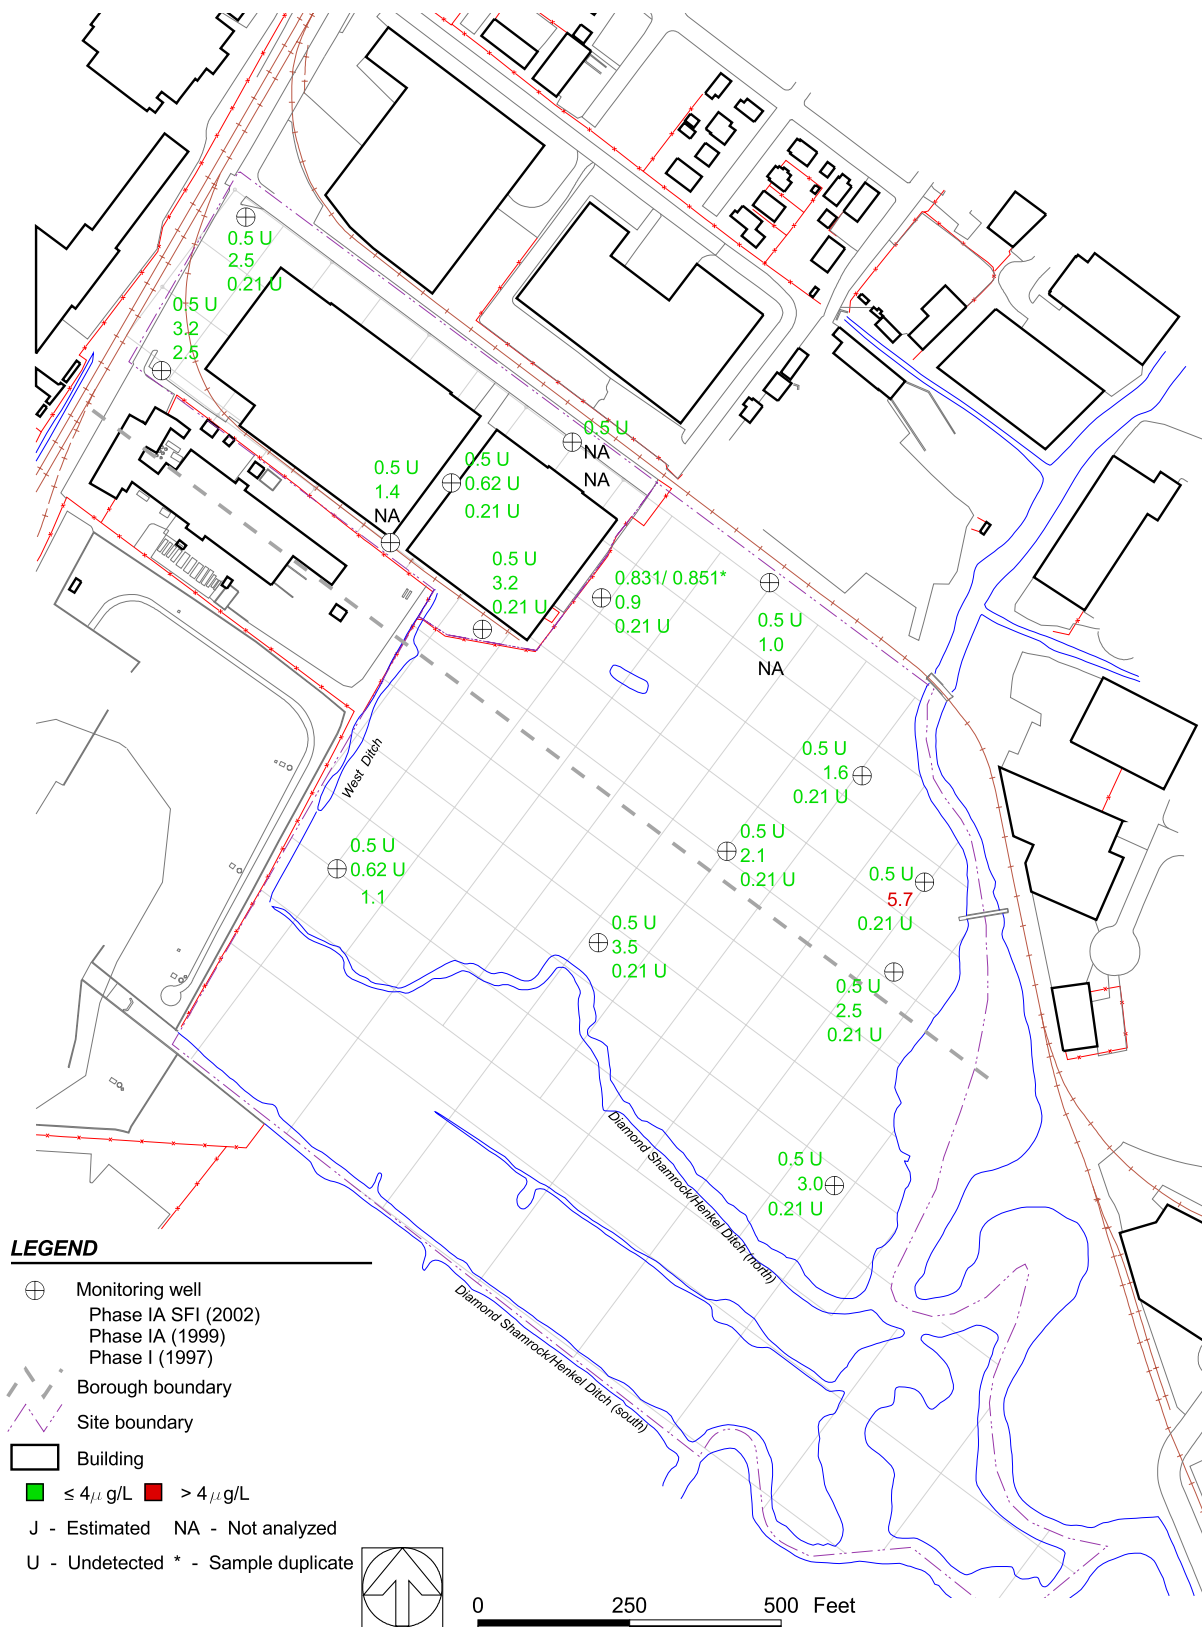 0.5 U
2.5
0.21 U
0.5 U
3.2
2.5
0.5 U
NA
NA
0.5 U
1.4
NA
0.5 U
0.62 U
0.21 U
0.5 U
3.2
0.21 U
0.831/ 0.851*
0.9
0.21 U
0.5 U
1.0
NA
West Ditch
0.5 U
1.6
0.21 U
0.5 U
2.1
0.21 U
0.5 U
0.62 U
1.1
0.5 U
5.7
0.21 U
0.5 U
3.5
0.21 U
0.5 U
2.5
0.21 U
Diamond Shamrock/Henkel Ditch (north)
0.5 U
3.0
0.21 U
Diamond Shamrock/Henkel Ditch (south)
LEGEND
Monitoring well
Phase IA SFI (2002)
Phase IA (1999)
Phase I (1997)
Borough boundary
Site boundary
Building
≤ 4μ g/L > 4μ g/L
J - Estimated NA - Not analyzed
U - Undetected * - Sample duplicate
0 250 500 Feet